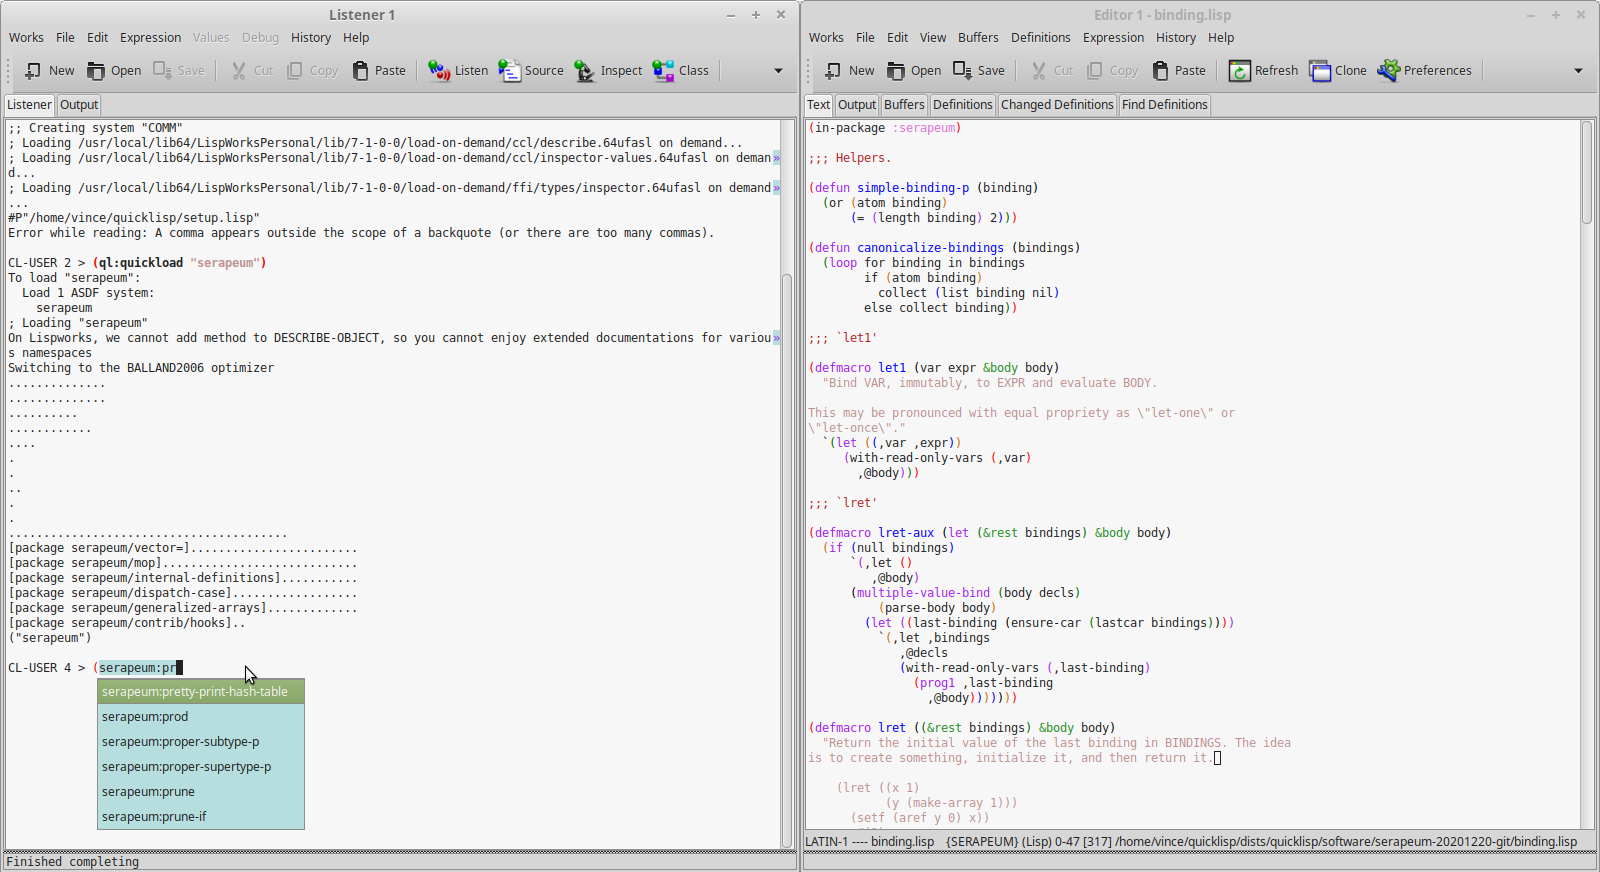 Listener 1
Works File Edit Expression Values Debug History Help
New Open Save Cut Copy Paste Listen Source Inspect Class
Listener Output
;; Creating system "COMM"
; Loading /usr/local/lib64/LispWorksPersonal/lib/7-1-0-0/load-on-demand/ccl/describe.64ufasl on demand...
; Loading /usr/local/lib64/LispWorksPersonal/lib/7-1-0-0/load-on-demand/ccl/inspector-values.64ufasl on deman»
d...
; Loading /usr/local/lib64/LispWorksPersonal/lib/7-1-0-0/load-on-demand/ffi/types/inspector.64ufasl on demand»
...
#P"/home/vince/quicklisp/setup.lisp"
Error while reading: A comma appears outside the scope of a backquote (or there are too many commas).
CL-USER 2 > (ql:quickload "serapeum")
To load "serapeum":
  Load 1 ASDF system:
    serapeum
; Loading "serapeum"
On Lispworks, we cannot add method to DESCRIBE-OBJECT, so you cannot enjoy extended documentations for variou»
s namespaces
Switching to the BALLAND2006 optimizer
..............
..............
..........
............
....
.
.
..
.
.
........................................
[package serapeum/vector=]........................
[package serapeum/mop]............................
[package serapeum/internal-definitions]...........
[package serapeum/dispatch-case]..................
[package serapeum/generalized-arrays].............
[package serapeum/contrib/hooks]..
("serapeum")
CL-USER 4 > (serapeum:pr
serapeum:pretty-print-hash-table
serapeum:prod
serapeum:proper-subtype-p
serapeum:proper-supertype-p
serapeum:prune
serapeum:prune-if
Finished completing
Editor 1 - binding.lisp
Works File Edit View Buffers Definitions Expression History Help
New Open Save Cut Copy Paste Refresh Clone Preferences
Text Output Buffers Definitions Changed Definitions Find Definitions
(in-package :serapeum)
;;; Helpers.
(defun simple-binding-p (binding)
  (or (atom binding)
      (= (length binding) 2)))
(defun canonicalize-bindings (bindings)
  (loop for binding in bindings
        if (atom binding)
          collect (list binding nil)
        else collect binding))
;;; `let1'
(defmacro let1 (var expr &body body)
  "Bind VAR, immutably, to EXPR and evaluate BODY.
This may be pronounced with equal propriety as \"let-one\" or
\"let-once\"."
  `(let ((,var ,expr))
     (with-read-only-vars (,var)
       ,@body)))
;;; `lret'
(defmacro lret-aux (let (&rest bindings) &body body)
  (if (null bindings)
      `(,let ()
         ,@body)
      (multiple-value-bind (body decls)
          (parse-body body)
        (let ((last-binding (ensure-car (lastcar bindings))))
          `(,let ,bindings
             ,@decls
             (with-read-only-vars (,last-binding)
               (prog1 ,last-binding
                 ,@body)))))))
(defmacro lret ((&rest bindings) &body body)
  "Return the initial value of the last binding in BINDINGS. The idea
is to create something, initialize it, and then return it.
    (lret ((x 1)
           (y (make-array 1)))
      (setf (aref y 0) x))
LATIN-1 ---- binding.lisp {SERAPEUM} (Lisp) 0-47 [317] /home/vince/quicklisp/dists/quicklisp/software/serapeum-20201220-git/binding.lisp